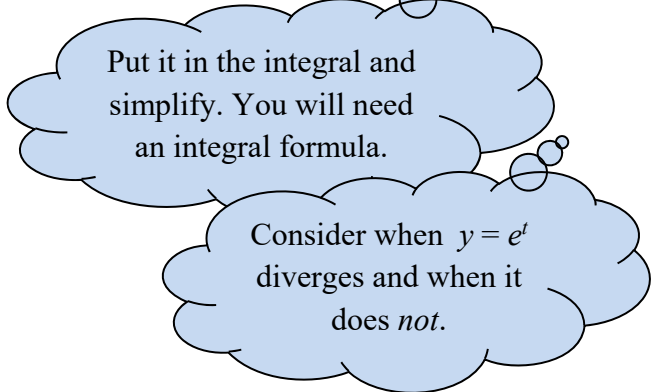 Put it in the integral and
simplify. You will need
an integral formula.
Consider when y = eᵗ
diverges and when it
does not.